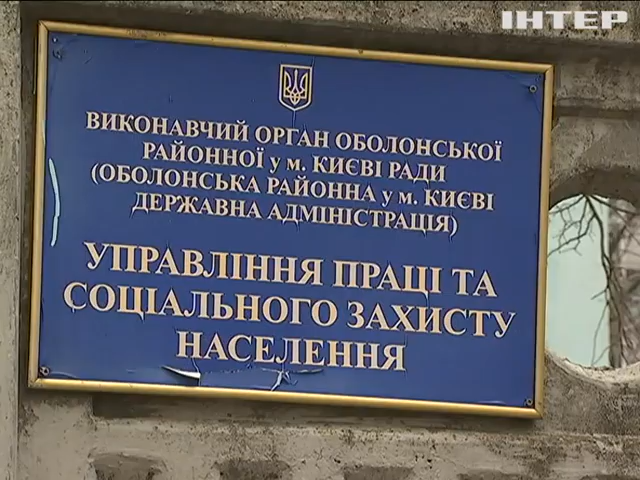 ІНТЕР
ВИКОНАВЧИЙ ОРГАН ОБОЛОНСЬКОЇ
РАЙОННОЇ у м. КИЄВІ РАДИ
(ОБОЛОНСЬКА РАЙОННА у м. КИЄВІ
ДЕРЖАВНА АДМІНІСТРАЦІЯ)
УПРАВЛІННЯ ПРАЦІ ТА
СОЦІАЛЬНОГО ЗАХИСТУ
НАСЕЛЕННЯ